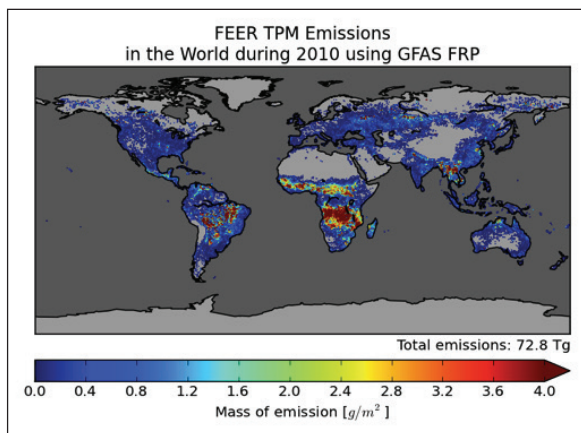 FEER TPM Emissions
in the World during 2010 using GFAS FRP
Total emissions: 72.8 Tg
0.0 0.4 0.8 1.2 1.6 2.0 2.4 2.8 3.2 3.6 4.0
Mass of emission [g/m²]